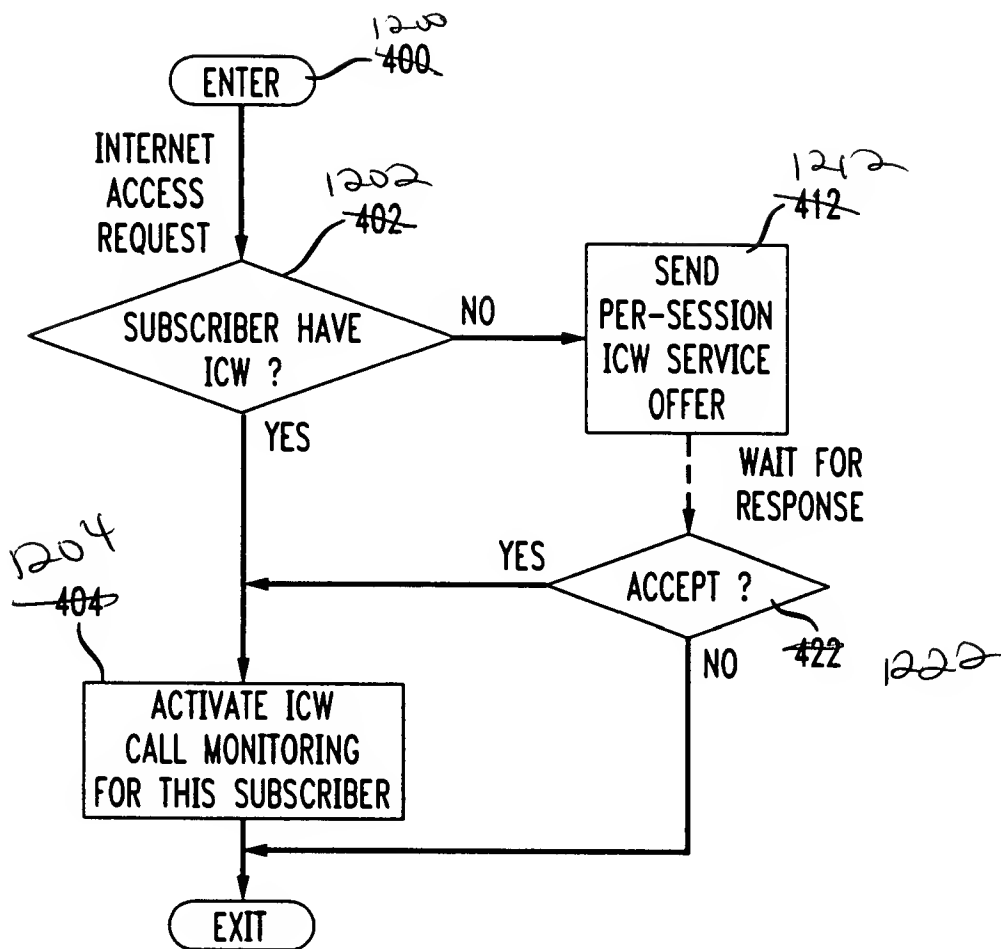 1200
400
ENTER
INTERNET
ACCESS
REQUEST
1202
402
SUBSCRIBER HAVE
ICW ?
NO
YES
1212
412
SEND
PER-SESSION
ICW SERVICE
OFFER
WAIT FOR
RESPONSE
ACCEPT ?
YES
NO
422
1222
1204
404
ACTIVATE ICW
CALL MONITORING
FOR THIS SUBSCRIBER
EXIT